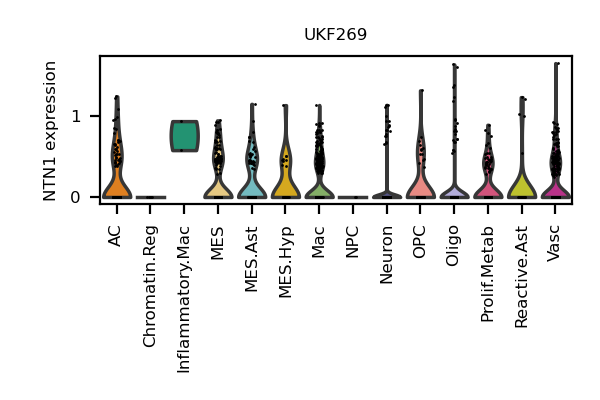 UKF269
NTN1 expression
1
0
AC
Chromatin.Reg
Inflammatory.Mac
MES
MES.Ast
MES.Hyp
Mac
NPC
Neuron
OPC
Oligo
Prolif.Metab
Reactive.Ast
Vasc